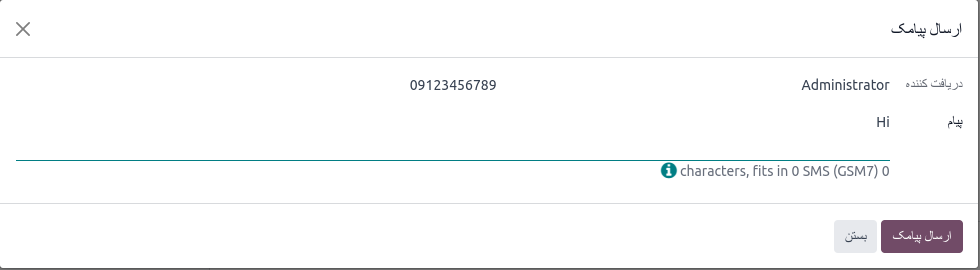 ارسال پیامک
دریافت کننده Administrator 09123456789
پیام Hi
0 characters, fits in 0 SMS (GSM7)
ارسال پیامک بستن